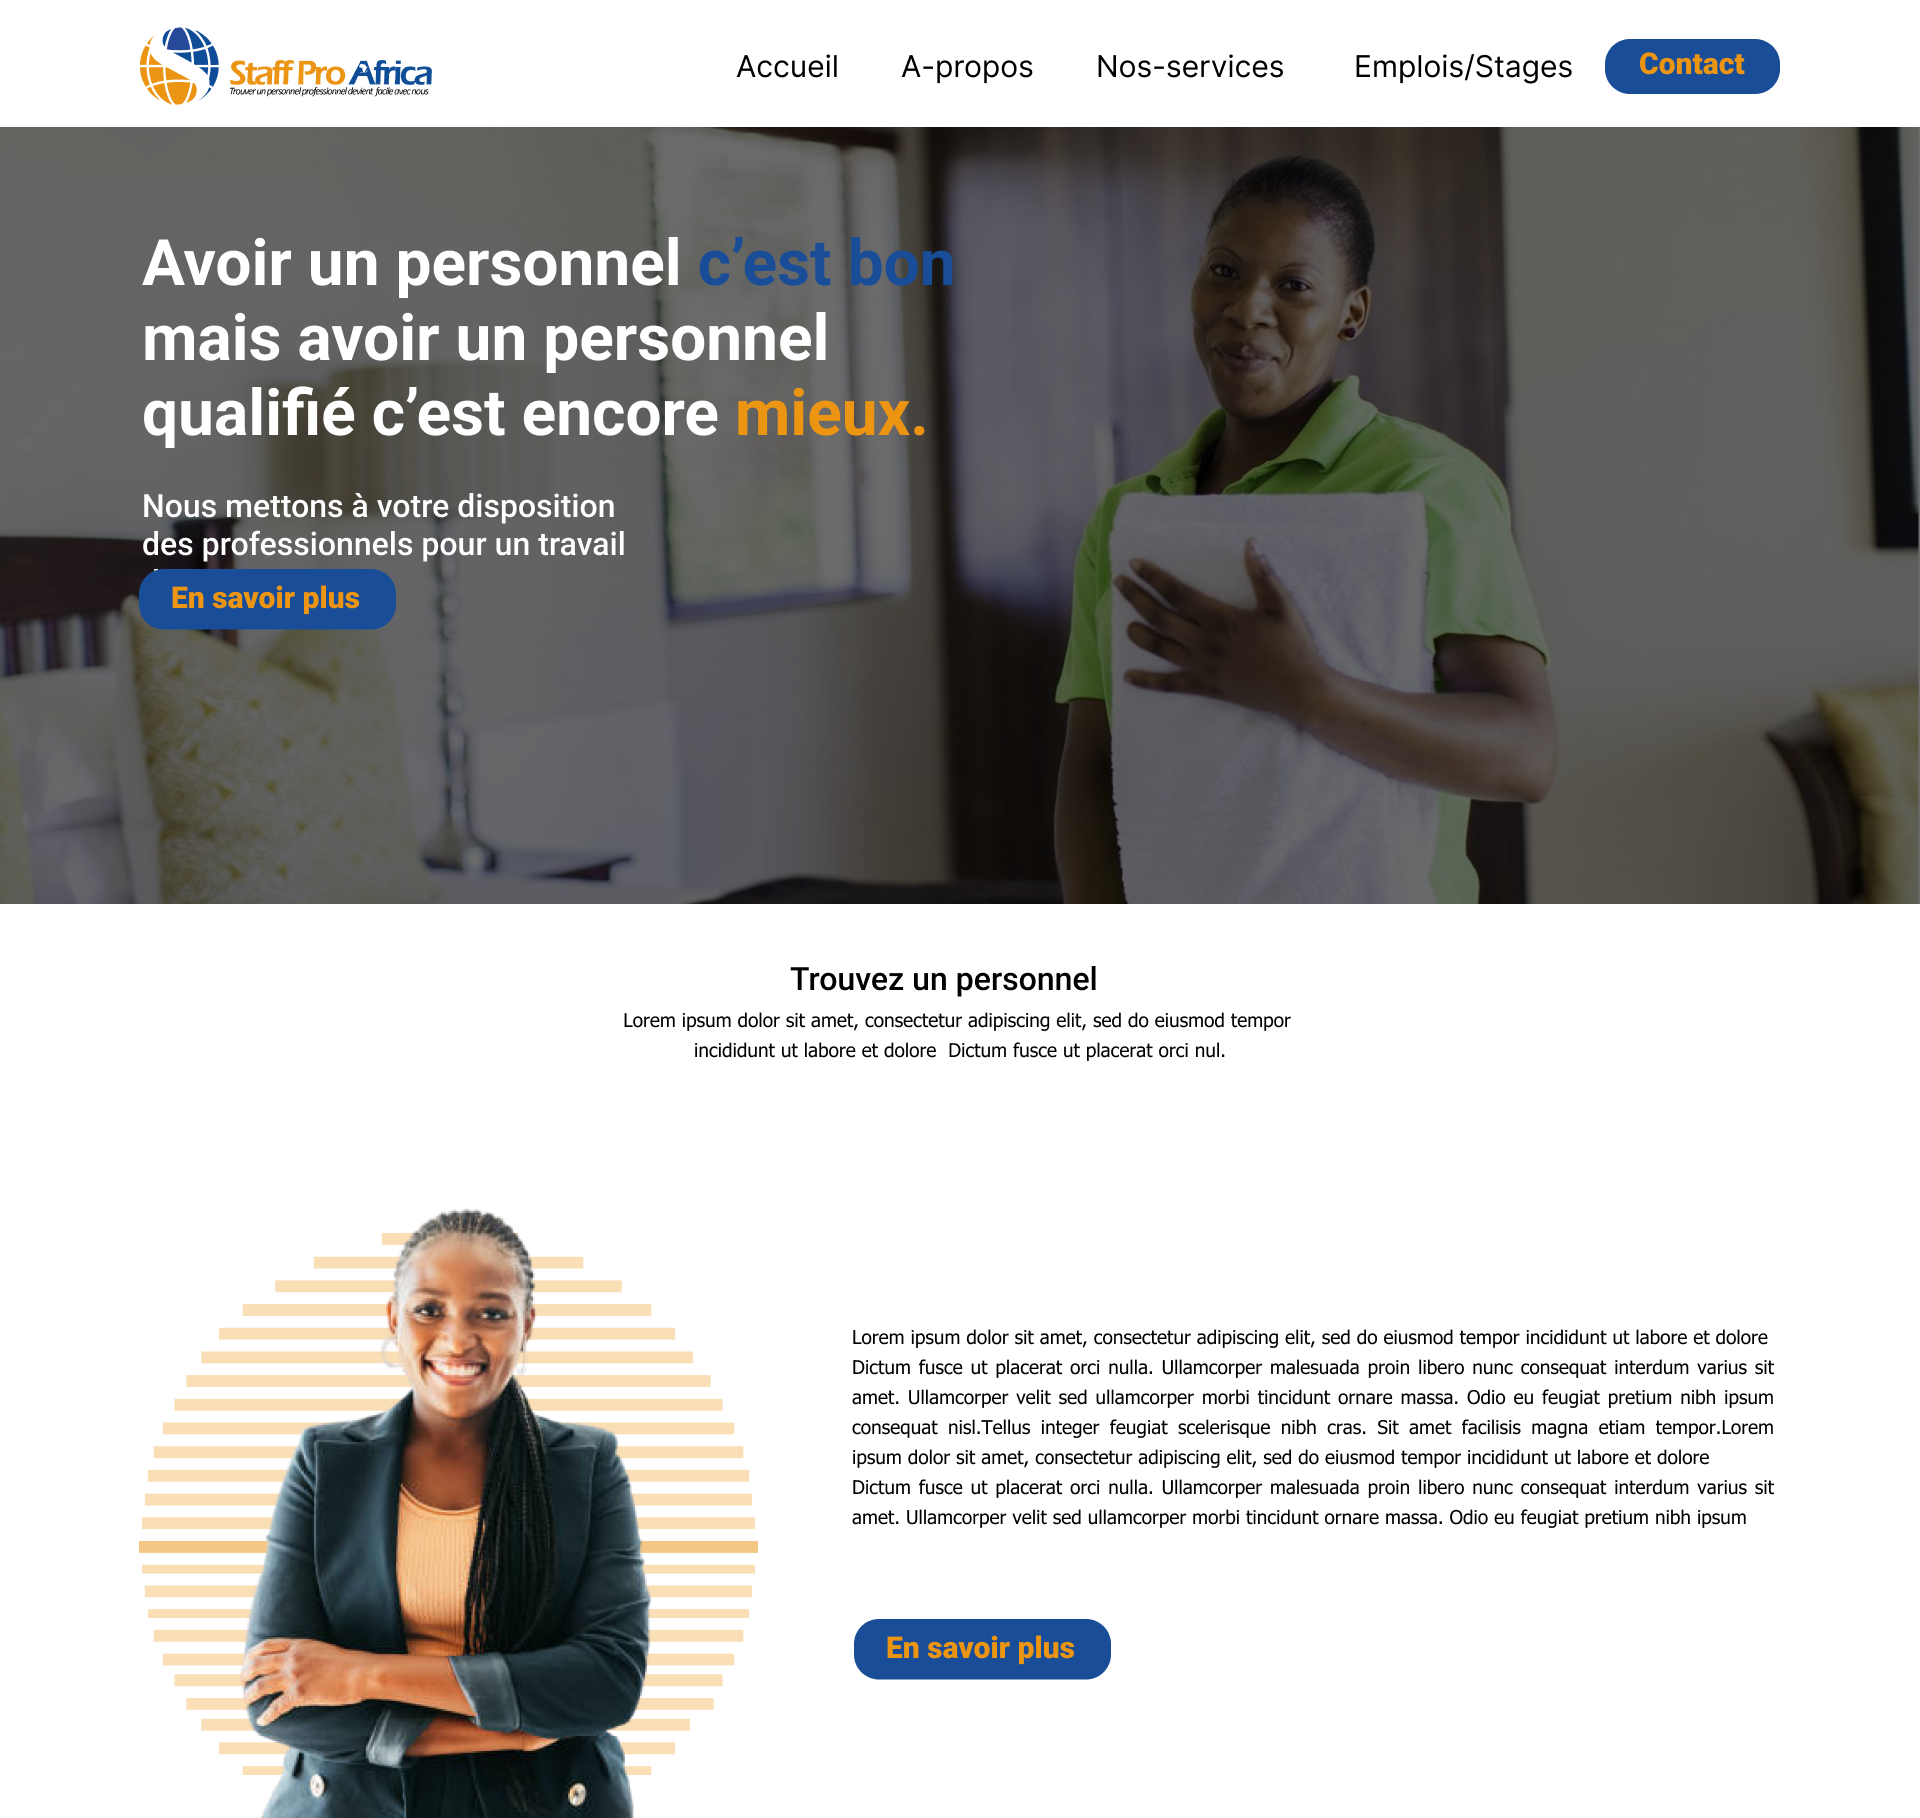 Staff Pro Africa
Trouver un personnel professionnel devient facile avec nous
Accueil
A-propos
Nos-services
Emplois/Stages
Contact
Avoir un personnel c’est bon
mais avoir un personnel
qualifié c’est encore mieux.
Nous mettons à votre disposition
des professionnels pour un travail
En savoir plus
Trouvez un personnel
Lorem ipsum dolor sit amet, consectetur adipiscing elit, sed do eiusmod tempor
incididunt ut labore et dolore  Dictum fusce ut placerat orci nul.
Lorem ipsum dolor sit amet, consectetur adipiscing elit, sed do eiusmod tempor incididunt ut labore et dolore
Dictum fusce ut placerat orci nulla. Ullamcorper malesuada proin libero nunc consequat interdum varius sit
amet. Ullamcorper velit sed ullamcorper morbi tincidunt ornare massa. Odio eu feugiat pretium nibh ipsum
consequat nisl.Tellus integer feugiat scelerisque nibh cras. Sit amet facilisis magna etiam tempor.Lorem
ipsum dolor sit amet, consectetur adipiscing elit, sed do eiusmod tempor incididunt ut labore et dolore
Dictum fusce ut placerat orci nulla. Ullamcorper malesuada proin libero nunc consequat interdum varius sit
amet. Ullamcorper velit sed ullamcorper morbi tincidunt ornare massa. Odio eu feugiat pretium nibh ipsum
En savoir plus